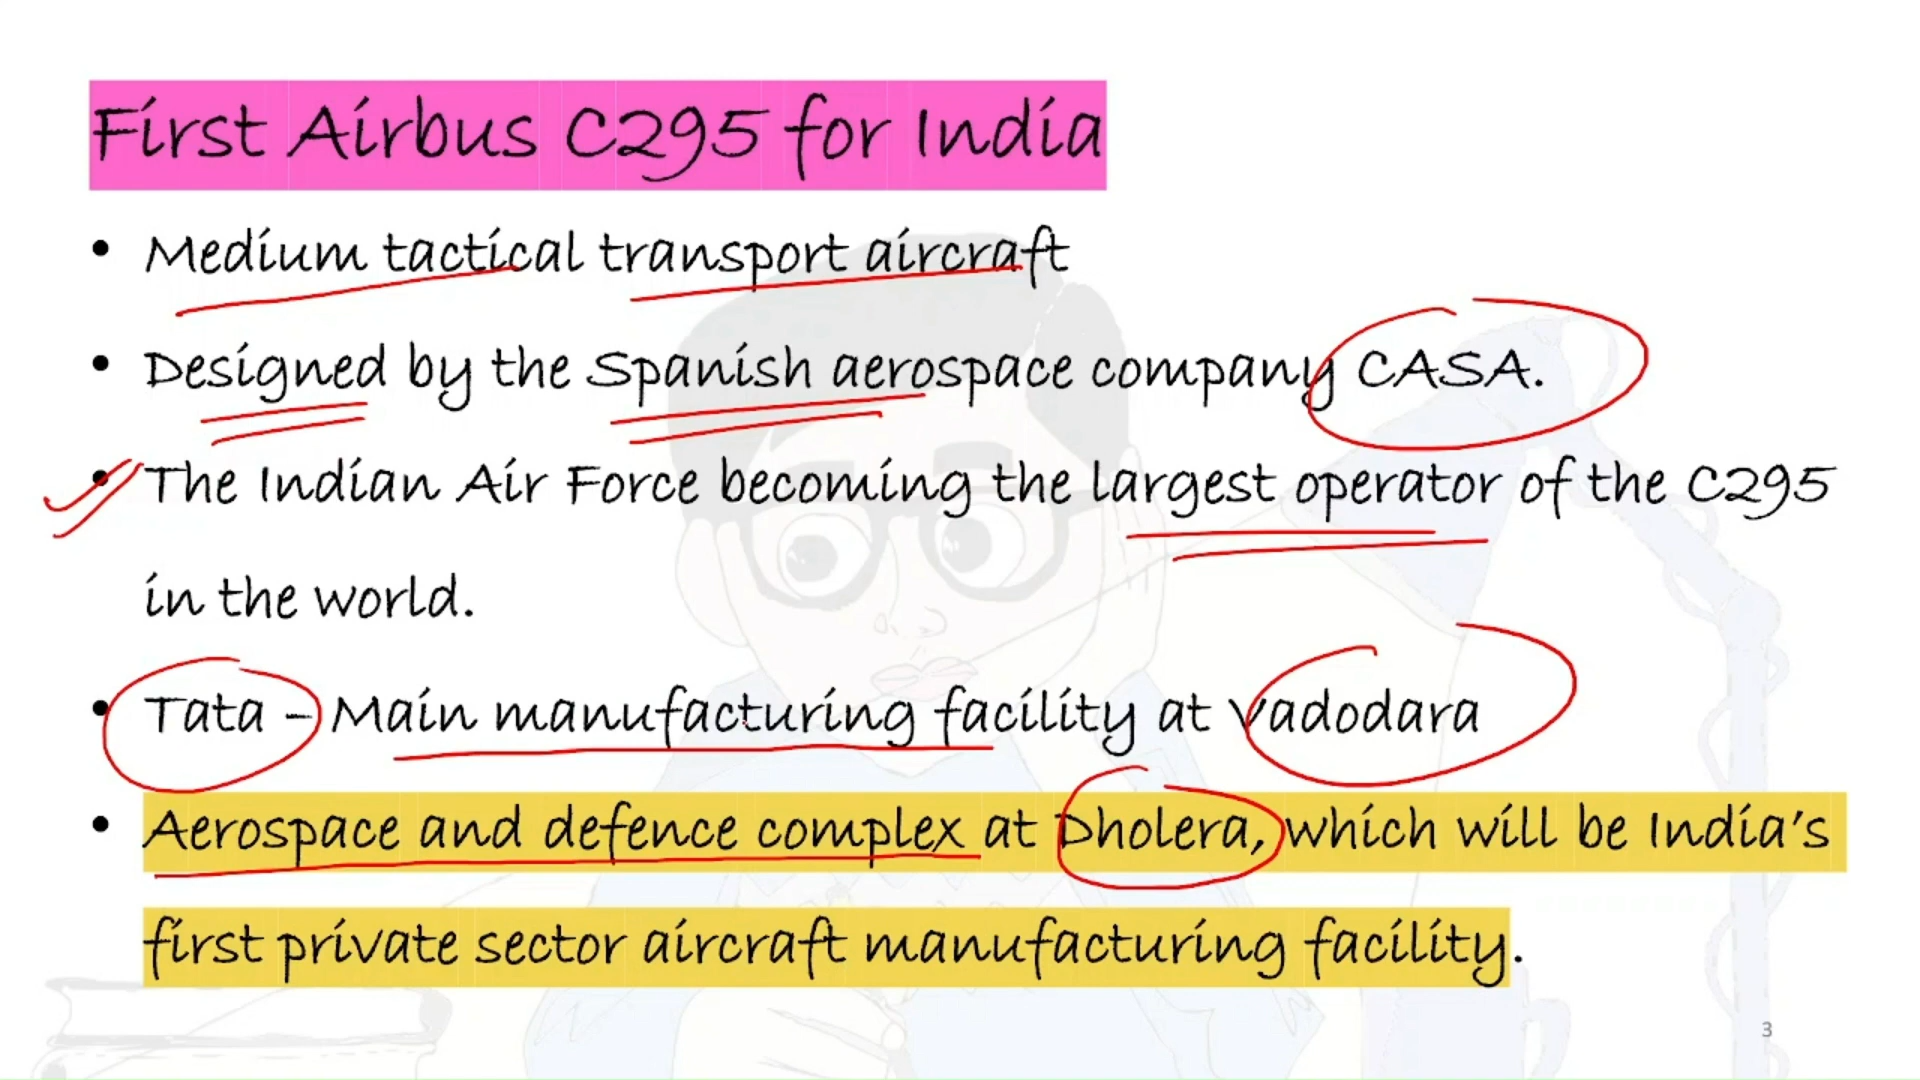 First Airbus C295 for India
• Medium tactical transport aircraft
• Designed by the Spanish aerospace company CASA.
• The Indian Air Force becoming the largest operator of the C295
in the world.
• Tata – Main manufacturing facility at Vadodara
• Aerospace and defence complex at Dholera, which will be India's
first private sector aircraft manufacturing facility.
3